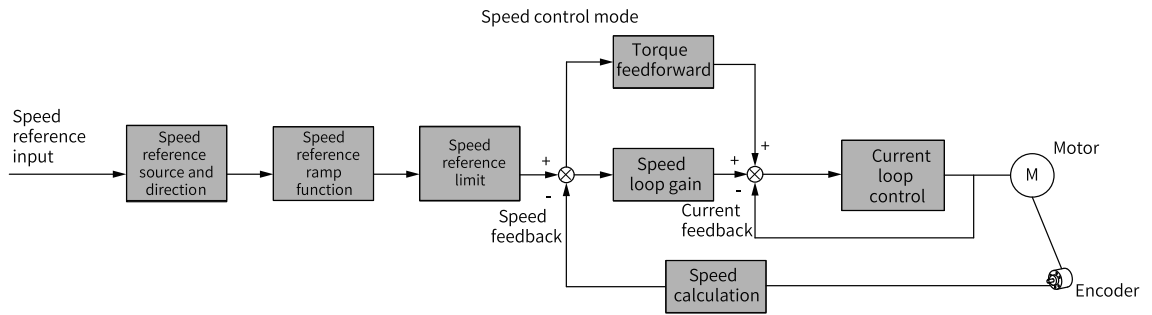 Speed control mode
Torque
feedforward
Speed
reference
input
Speed
reference
source and
direction
Speed
reference
ramp
function
Speed
reference
limit
+
-
Speed
feedback
Speed
loop gain
+
+
-
Current
feedback
Current
loop
control
Motor
M
Speed
calculation
Encoder